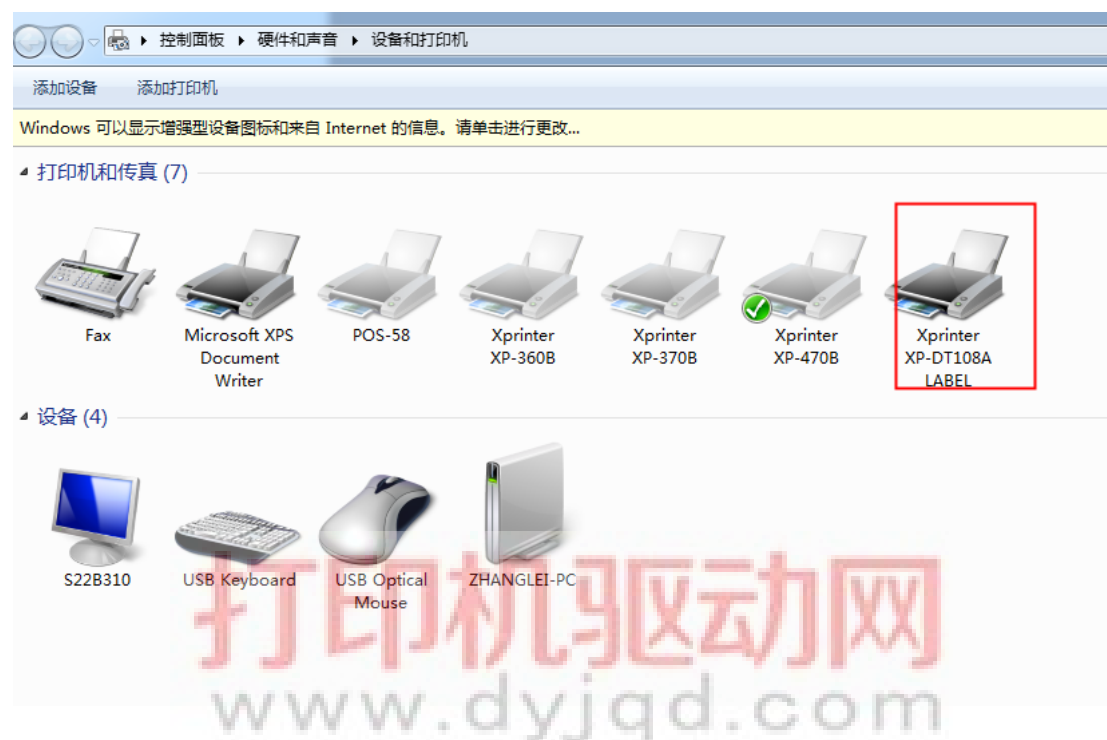 控制面板 ▸ 硬件和声音 ▸ 设备和打印机
添加设备 添加打印机
Windows 可以显示增强型设备图标和来自 Internet 的信息。请单击进行更改...
打印机和传真 (7)
Fax
Microsoft XPS
Document
Writer
POS-58
Xprinter
XP-360B
Xprinter
XP-370B
Xprinter
XP-470B
Xprinter
XP-DT108A
LABEL
设备 (4)
S22B310
USB Keyboard
USB Optical
Mouse
ZHANGLEI-PC
打印机驱动网
www.dyjqd.com